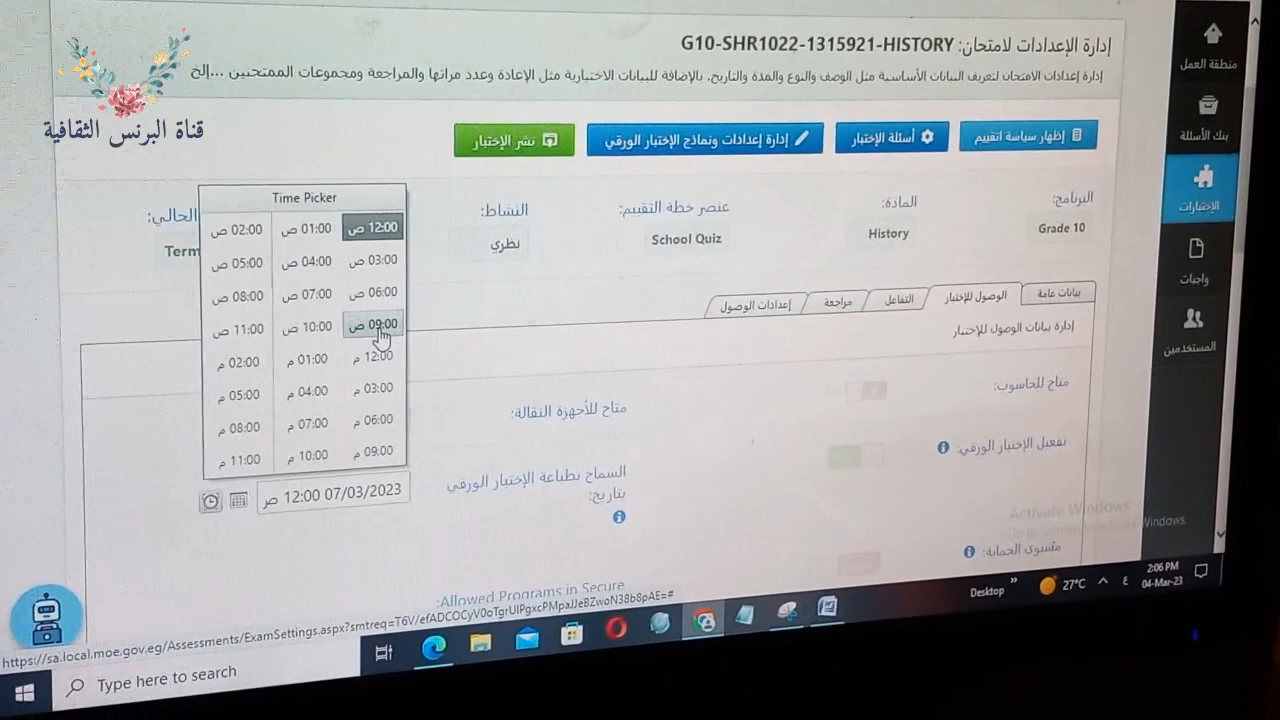 قناة البرنس الثقافية
إدارة الإعدادات لامتحان: G10-SHR1022-1315921-HISTORY
إدارة إعدادات الامتحان لتعريف البيانات الأساسية مثل الوصف والنوع والمدة والتاريخ. بالإضافة للبيانات الاختيارية مثل الإعادة وعدد مراتها والمراجعة ومجموعات الممتحنين ...إلخ
إظهار سياسة التقييم
أسئلة الإختبار
إدارة إعدادات ونماذج الإختبار الورقي
نشر الإختبار
منطقة العمل
بنك الأسئلة
الإختبارات
واجبات
المستخدمين
البرنامج:
Grade 10
المادة:
History
عنصر خطة التقييم:
School Quiz
النشاط:
نظري
الحالي:
Term
Time Picker
12:00 ص 01:00 ص 02:00 ص
03:00 ص 04:00 ص 05:00 ص
06:00 ص 07:00 ص 08:00 ص
09:00 ص 10:00 ص 11:00 ص
12:00 م 01:00 م 02:00 م
03:00 م 04:00 م 05:00 م
06:00 م 07:00 م 08:00 م
09:00 م 10:00 م 11:00 م
بيانات عامة
الوصول للإختبار
التفاعل
مراجعة
إعدادات الوصول
إدارة بيانات الوصول للإختبار
متاح للحاسوب:
متاح للأجهزة النقالة:
تفعيل الإختبار الورقي:
السماح بطباعة الإختبار الورقي
بتاريخ:
07/03/2023 12:00 ص
مستوى الحماية:
Allowed Programs in Secure
Activate Windows
Windows.
https://sa.local.moe.gov.eg/Assessments/ExamSettings.aspx?smtreq=T6V/efADCOCyV0oTgrUIPgxcPMpaJJeBZwoN38b8pAE=#
Type here to search
Desktop
27°C
ع
2:06 PM
04-Mar-23